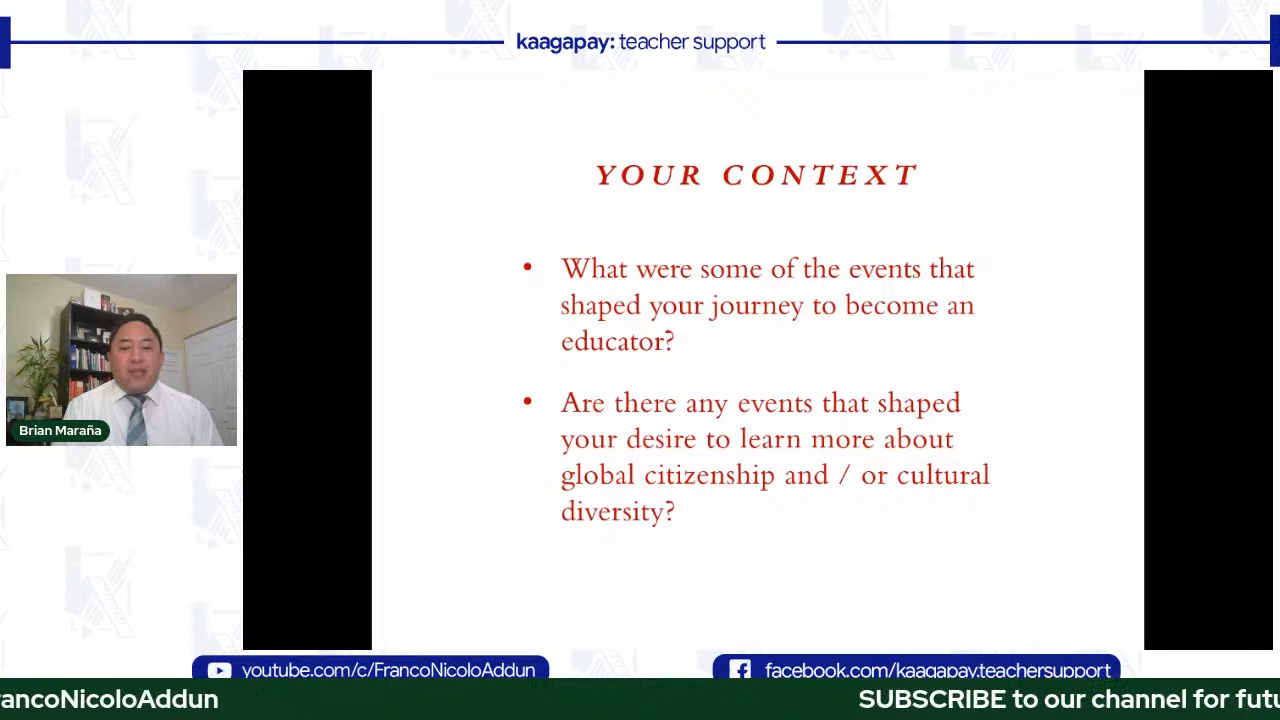 kaagapay: teacher support
YOUR CONTEXT
• What were some of the events that
shaped your journey to become an
educator?
• Are there any events that shaped
your desire to learn more about
global citizenship and / or cultural
diversity?
Brian Maraña
youtube.com/c/FrancoNicoloAddun
facebook.com/kaagapay.teachersupport
rancoNicoloAddun
SUBSCRIBE to our channel for futu